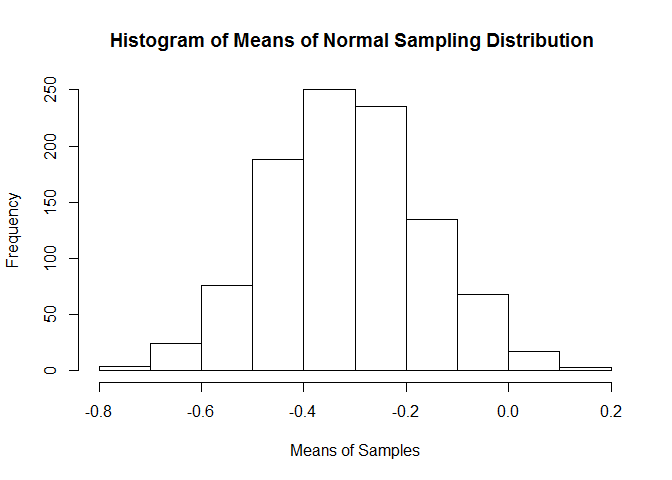 Histogram of Means of Normal Sampling Distribution
Frequency
250
200
150
100
50
0
-0.8 -0.6 -0.4 -0.2 0.0 0.2
Means of Samples